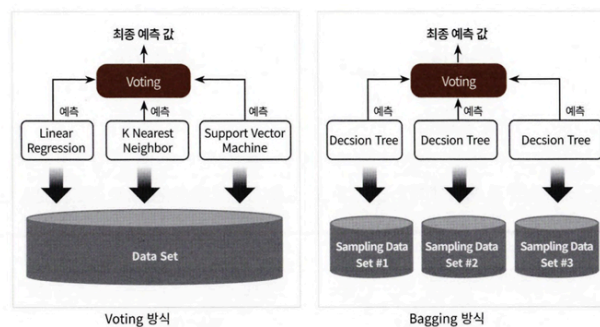 최종 예측 값
Voting
예측
예측
예측
Linear
Regression
K Nearest
Neighbor
Support Vector
Machine
Data Set
Voting 방식
최종 예측 값
Voting
예측
예측
예측
Decsion Tree
Decsion Tree
Decsion Tree
Sampling Data
Set #1
Sampling Data
Set #2
Sampling Data
Set #3
Bagging 방식